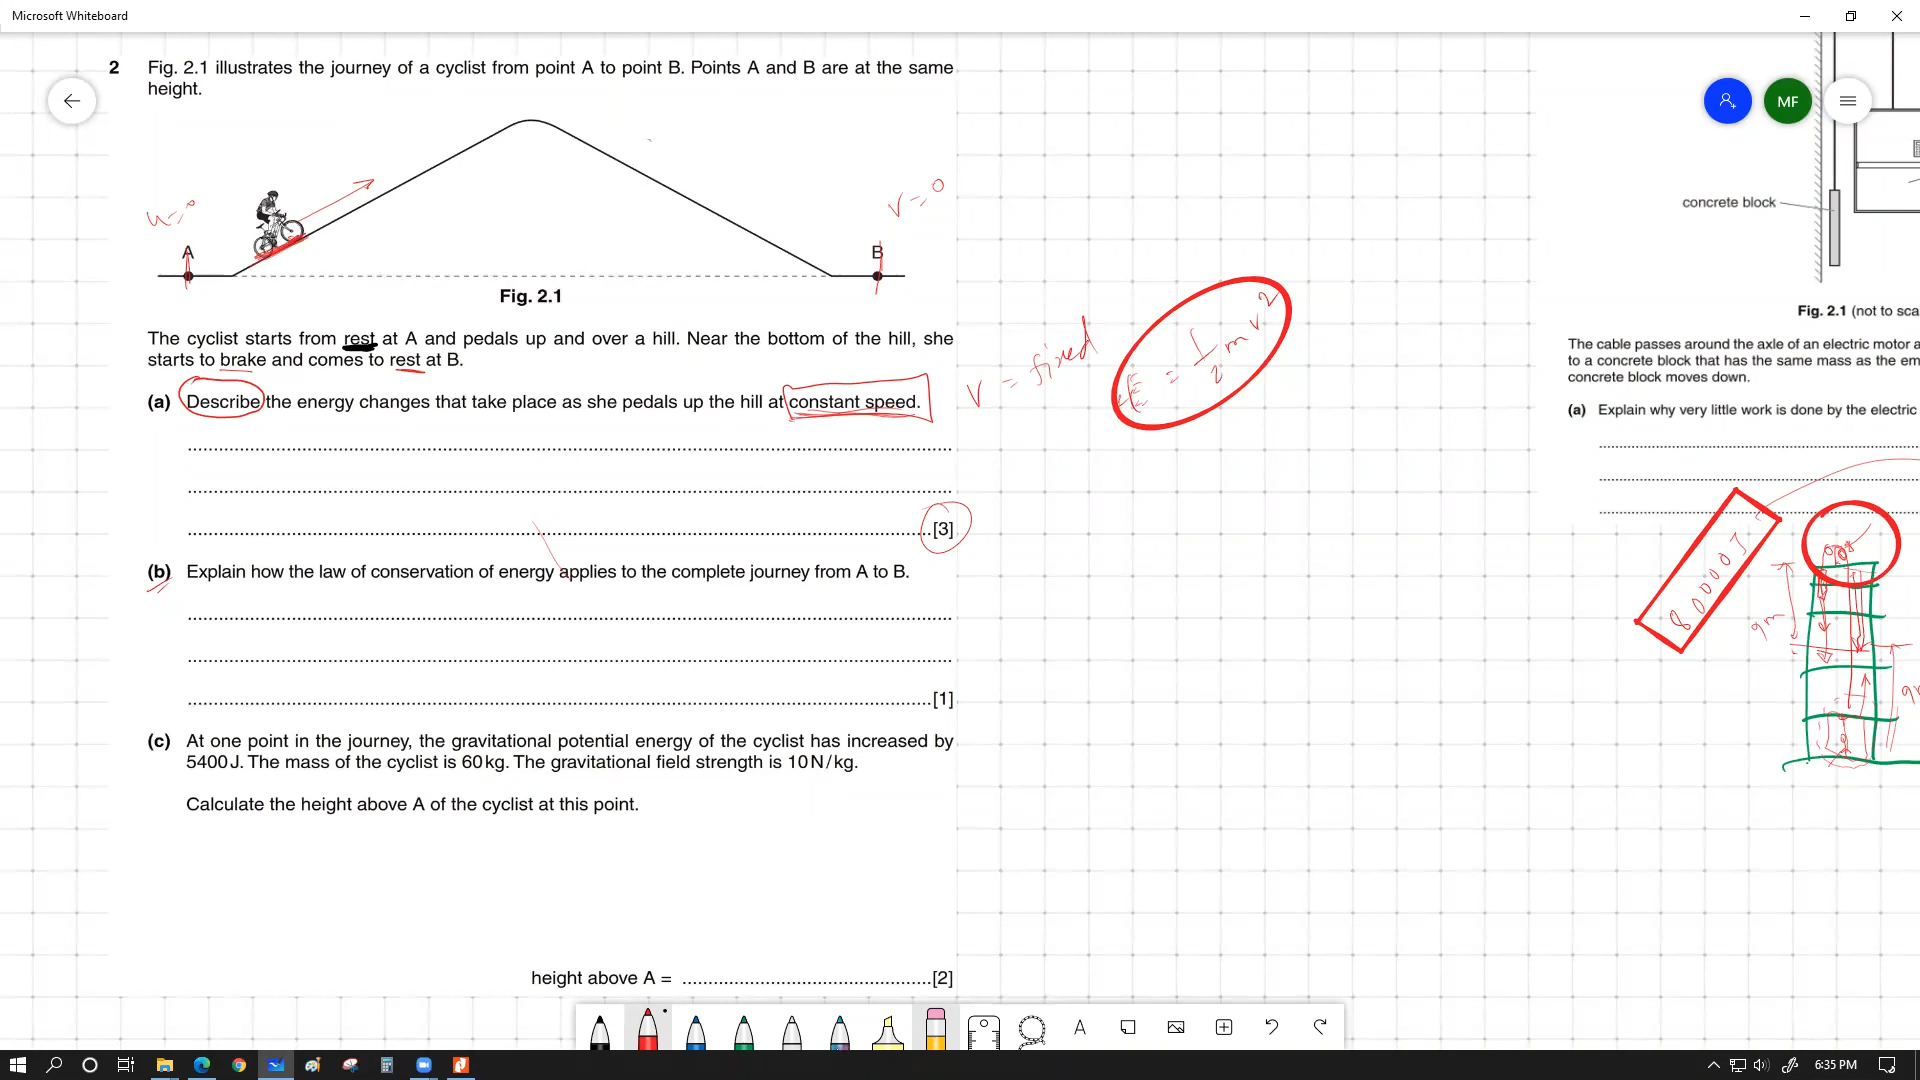 Microsoft Whiteboard
2 Fig. 2.1 illustrates the journey of a cyclist from point A to point B. Points A and B are at the same
height.
MF
u=0
v=0
A
B
Fig. 2.1
The cyclist starts from rest at A and pedals up and over a hill. Near the bottom of the hill, she
starts to brake and comes to rest at B.
(a) Describe the energy changes that take place as she pedals up the hill at constant speed.
[3]
v = fixed
= 1/2 m v 2
(b) Explain how the law of conservation of energy applies to the complete journey from A to B.
[1]
(c) At one point in the journey, the gravitational potential energy of the cyclist has increased by
5400 J. The mass of the cyclist is 60 kg. The gravitational field strength is 10 N/kg.
Calculate the height above A of the cyclist at this point.
height above A = [2]
concrete block
Fig. 2.1 (not to sca
The cable passes around the axle of an electric motor a
to a concrete block that has the same mass as the em
concrete block moves down.
(a) Explain why very little work is done by the electric
80000J
9m
A
6:35 PM